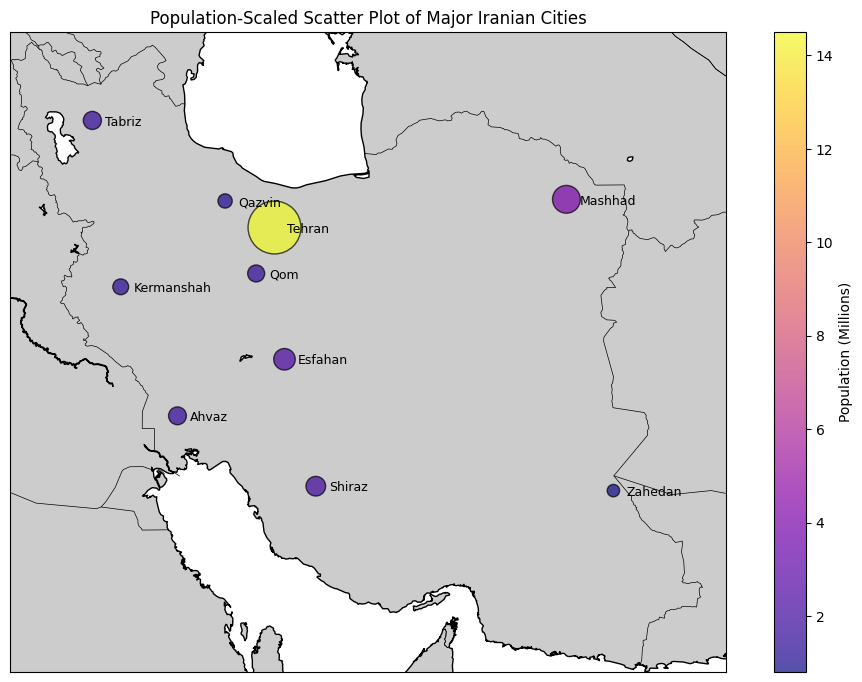 Population-Scaled Scatter Plot of Major Iranian Cities
Tabriz
Qazvin
Mashhad
Tehran
Qom
Kermanshah
Esfahan
Ahvaz
Shiraz
Zahedan
14
12
10
8
6
4
2
Population (Millions)